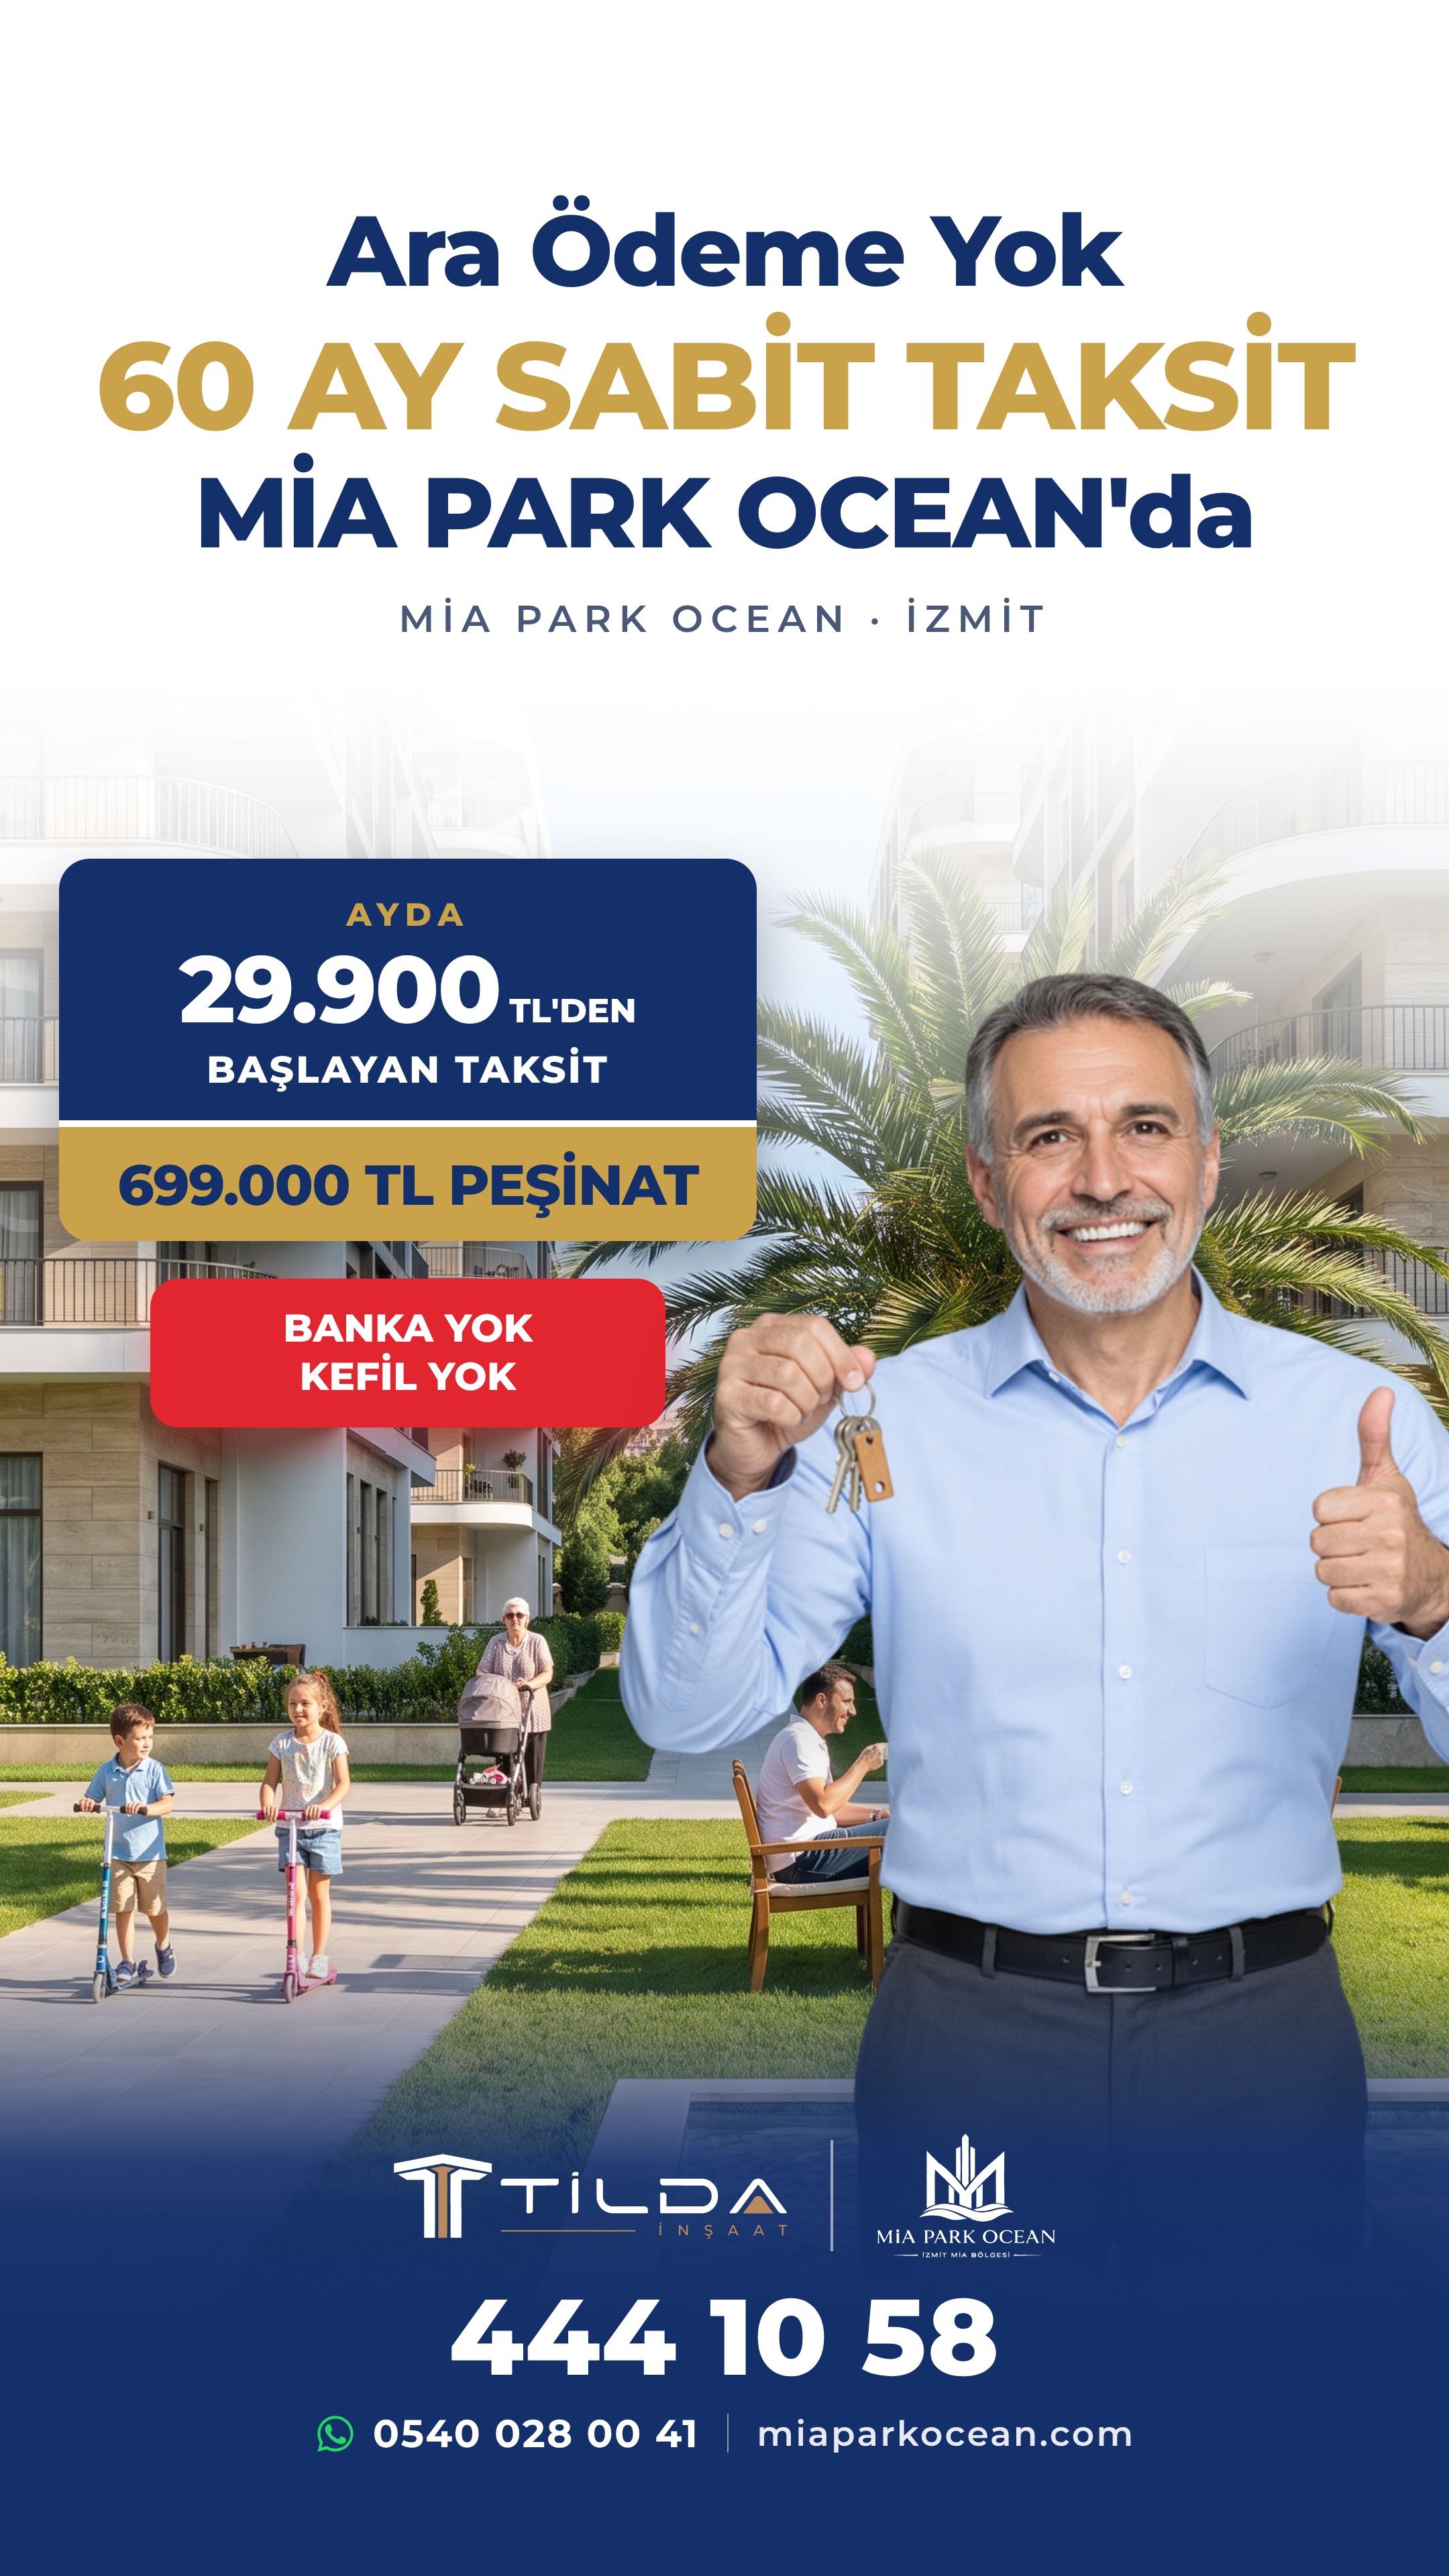 Ara Ödeme Yok
60 AY SABİT TAKSİT
MİA PARK OCEAN'da
MİA PARK OCEAN · İZMİT
AYDA
29.900 TL'DEN
BAŞLAYAN TAKSİT
699.000 TL PEŞİNAT
BANKA YOK
KEFİL YOK
TİLDA
İNŞAAT
MİA PARK OCEAN
İZMİT MİA BÖLGESİ
444 10 58
0540 028 00 41 | miaparkocean.com